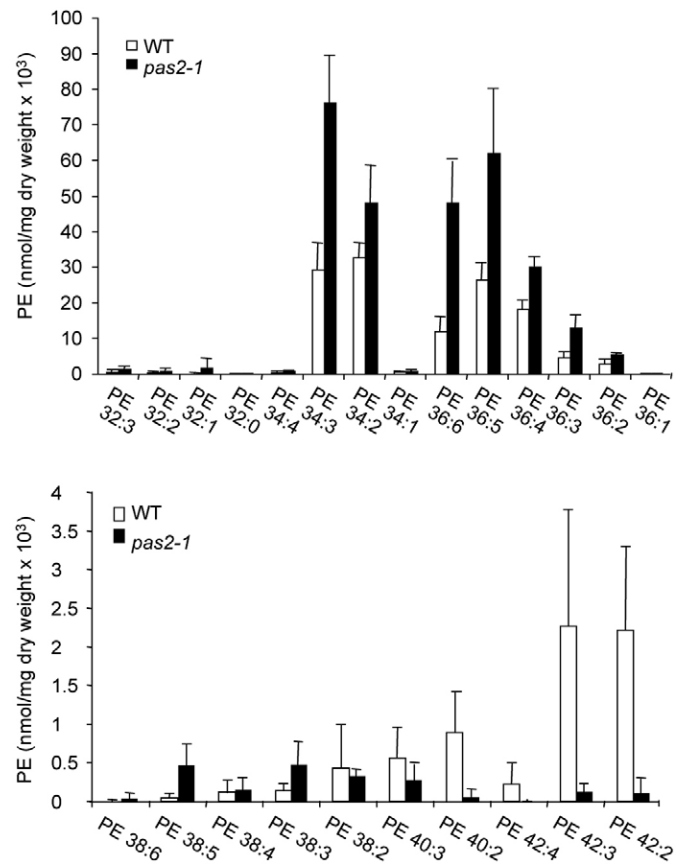 100
90
80
70
60
50
40
30
20
10
0
PE (nmol/mg dry weight x 10³)
WT
pas2-1
PE 32:3
PE 32:2
PE 32:1
PE 32:0
PE 34:4
PE 34:3
PE 34:2
PE 34:1
PE 36:6
PE 36:5
PE 36:4
PE 36:3
PE 36:2
PE 36:1
4
3.5
3
2.5
2
1.5
1
0.5
0
PE (nmol/mg dry weight x 10³)
WT
pas2-1
PE 38:6
PE 38:5
PE 38:4
PE 38:3
PE 38:2
PE 40:3
PE 40:2
PE 42:4
PE 42:3
PE 42:2